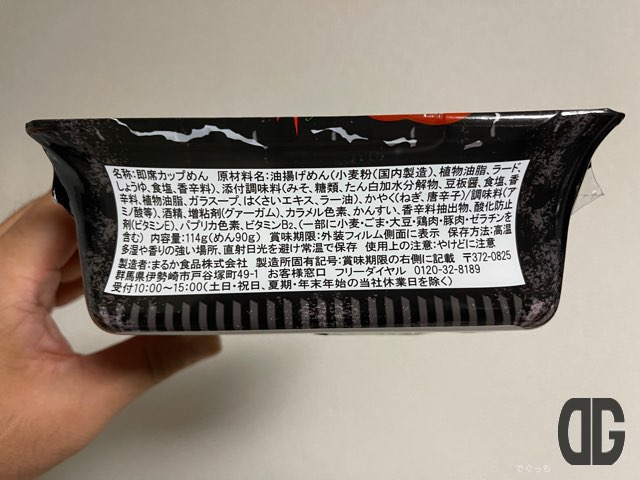 名称:即席カップめん 原材料名:油揚げめん(小麦粉(国内製造)、植物油脂、ラード、
しょうゆ、食塩、香辛料)、添付調味料(みそ、糖類、たん白加水分解物、豆板醤、食塩、香
辛料、植物油脂、ガラスープ、はくさいエキス、ラー油)、かやく(ねぎ、唐辛子)/調味料(ア
ミノ酸等)、酒精、増粘剤(グァーガム)、カラメル色素、かんすい、香辛料抽出物、酸化防止
剤(ビタミンE)、パプリカ色素、ビタミンB2、(一部に小麦・ごま・大豆・鶏肉・豚肉・ゼラチンを
含む) 内容量:114g(めん90g) 賞味期限:外装フィルム側面に表示 保存方法:高温
多湿や香りの強い場所、直射日光を避けて常温で保存 使用上の注意:やけどに注意
製造者:まるか食品株式会社 製造所固有記号:賞味期限の右側に記載 〒372-0825
群馬県伊勢崎市戸谷塚町49-1 お客様窓口 フリーダイヤル 0120-32-8189
受付10:00〜15:00(土日・祝日、夏期・年末年始の当社休業日を除く)
DG
でぐっち